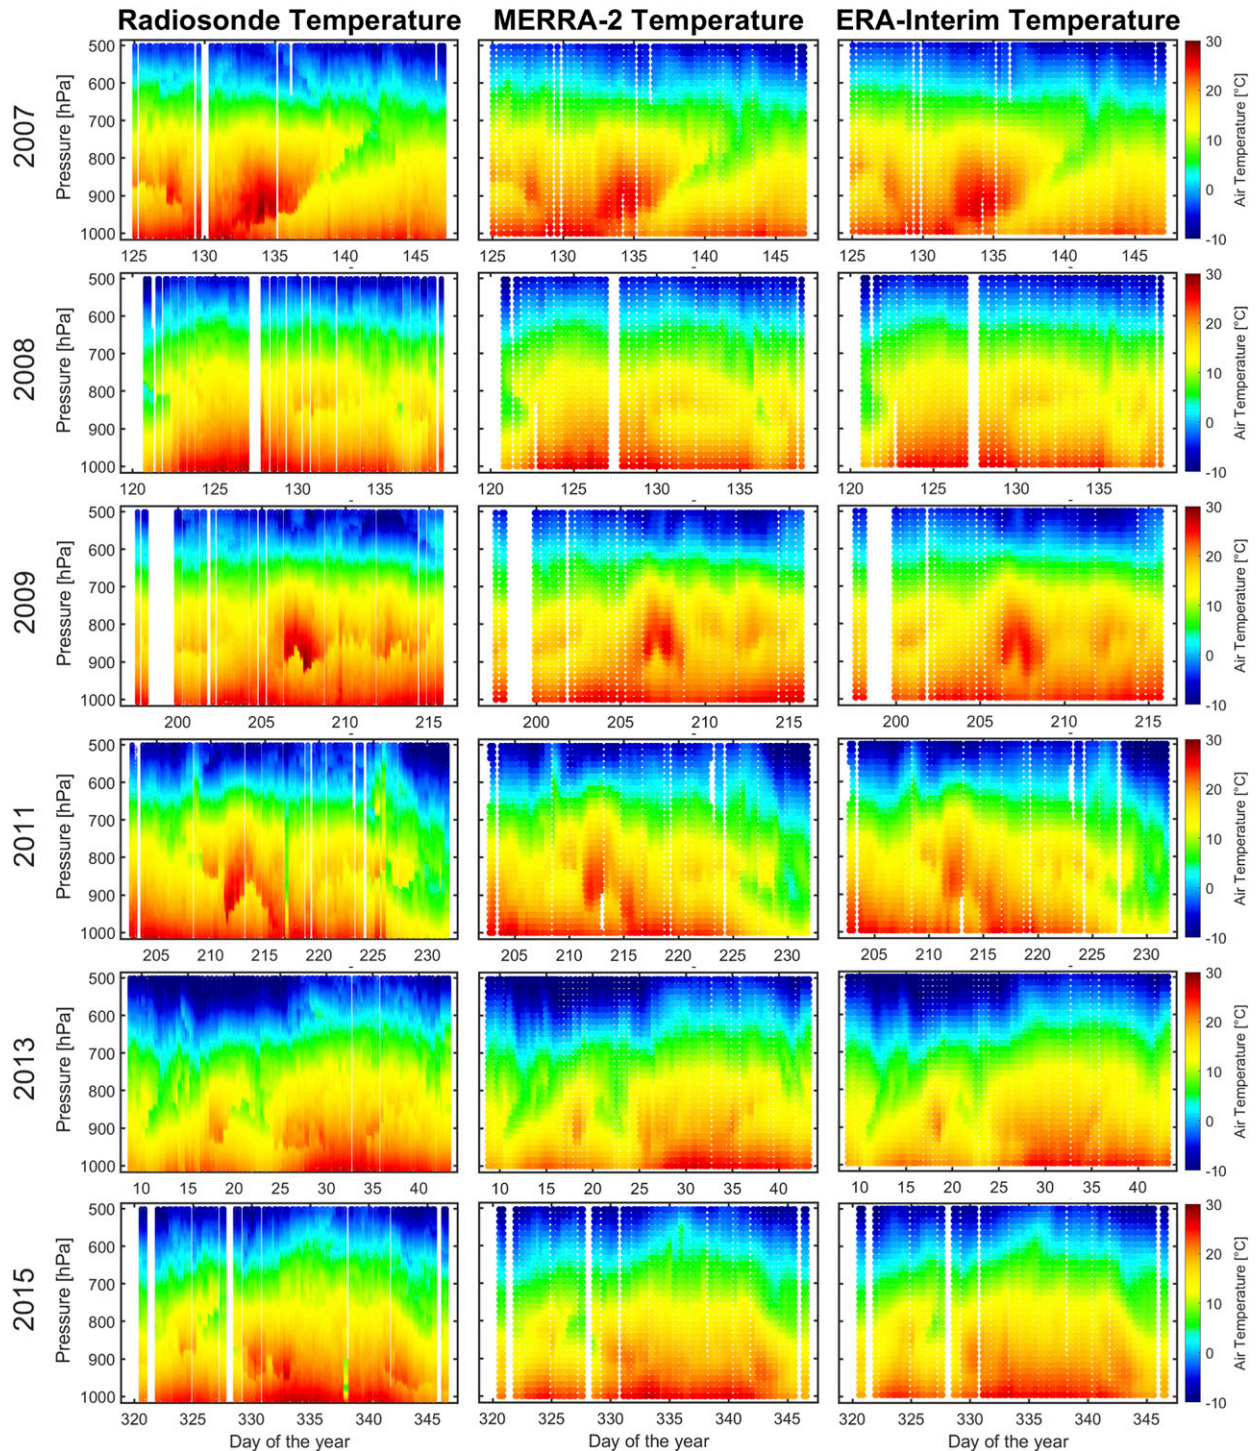 Radiosonde Temperature MERRA-2 Temperature ERA-Interim Temperature
2007
Pressure [hPa]
500
600
700
800
900
1000
125 130 135 140 145
125 130 135 140 145
125 130 135 140 145
30
20
10
0
-10
Air Temperature [°C]
2008
Pressure [hPa]
500
600
700
800
900
1000
120 125 130 135
120 125 130 135
120 125 130 135
30
20
10
0
-10
Air Temperature [°C]
2009
Pressure [hPa]
500
600
700
800
900
1000
200 205 210 215
200 205 210 215
200 205 210 215
30
20
10
0
-10
Air Temperature [°C]
2011
Pressure [hPa]
500
600
700
800
900
1000
205 210 215 220 225 230
205 210 215 220 225 230
205 210 215 220 225 230
30
20
10
0
-10
Air Temperature [°C]
2013
Pressure [hPa]
500
600
700
800
900
1000
10 15 20 25 30 35 40
10 15 20 25 30 35 40
10 15 20 25 30 35 40
30
20
10
0
-10
Air Temperature [°C]
2015
Pressure [hPa]
500
600
700
800
900
1000
320 325 330 335 340 345
320 325 330 335 340 345
320 325 330 335 340 345
30
20
10
0
-10
Air Temperature [°C]
Day of the year Day of the year Day of the year